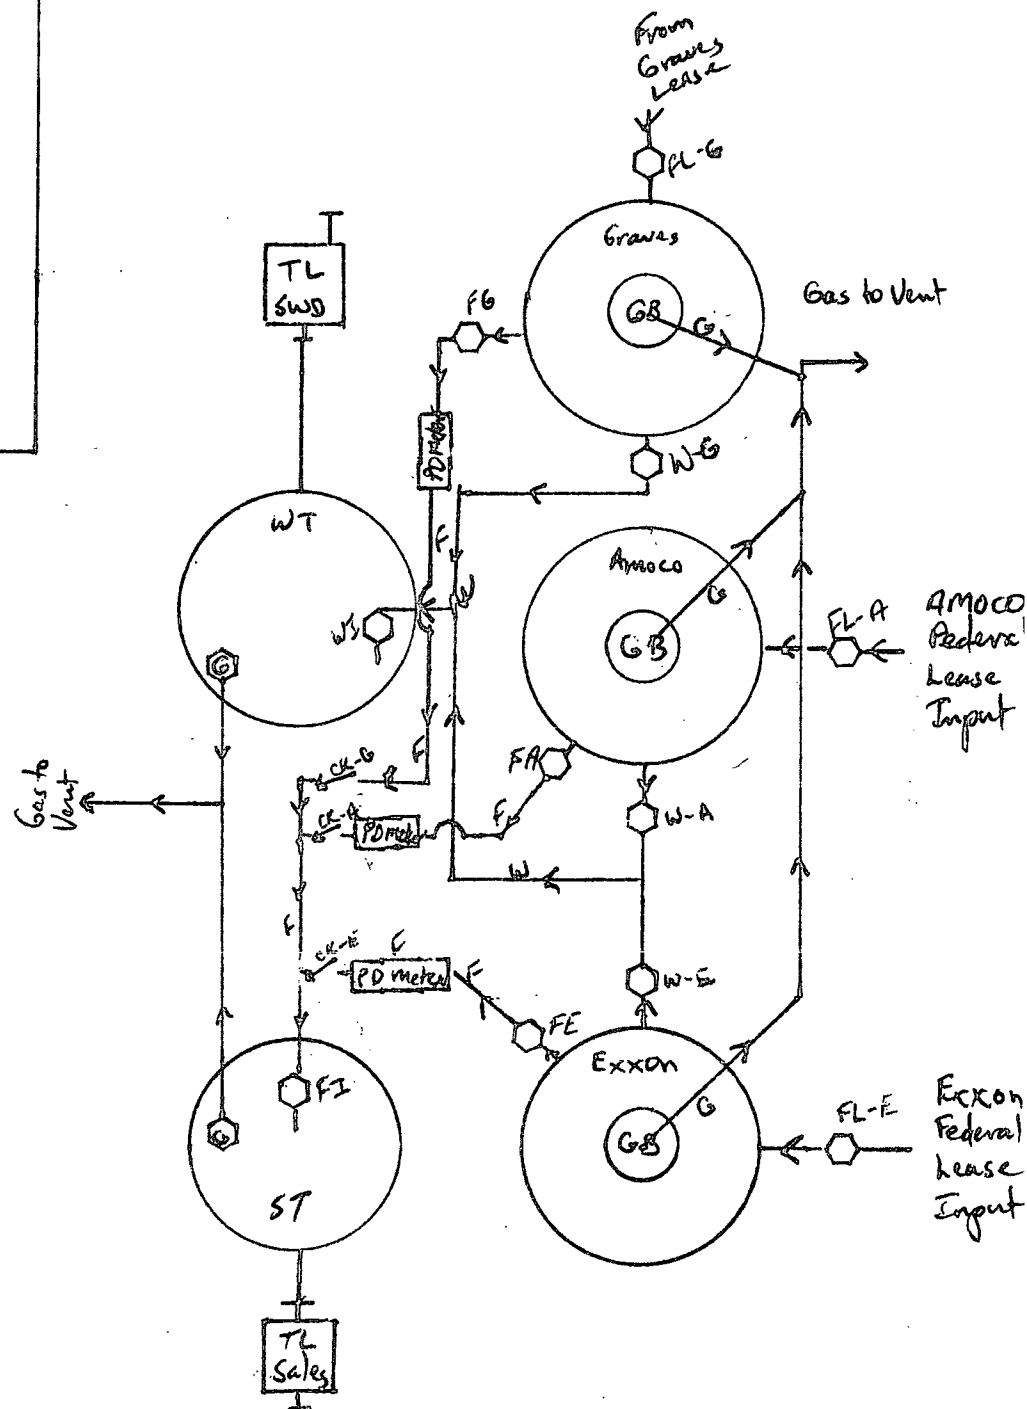 From
Graves
Lease
FL-G
Graves
GB
G
Gas to Vent
TL
SWD
FG
PD Meter
W-G
WT
F
Amoco
G
GB
FL-A
AMOCO
Federal
Lease
Input
G
F
CK-G
FA
Gas to
Vent
CK-A
PD meter
F
W-A
W
F
CK-E
F
PD meter
F
W-E
FE
Exxon
G
GB
FL-E
Exxon
Federal
Lease
Input
FI
G
ST
TL
Sales